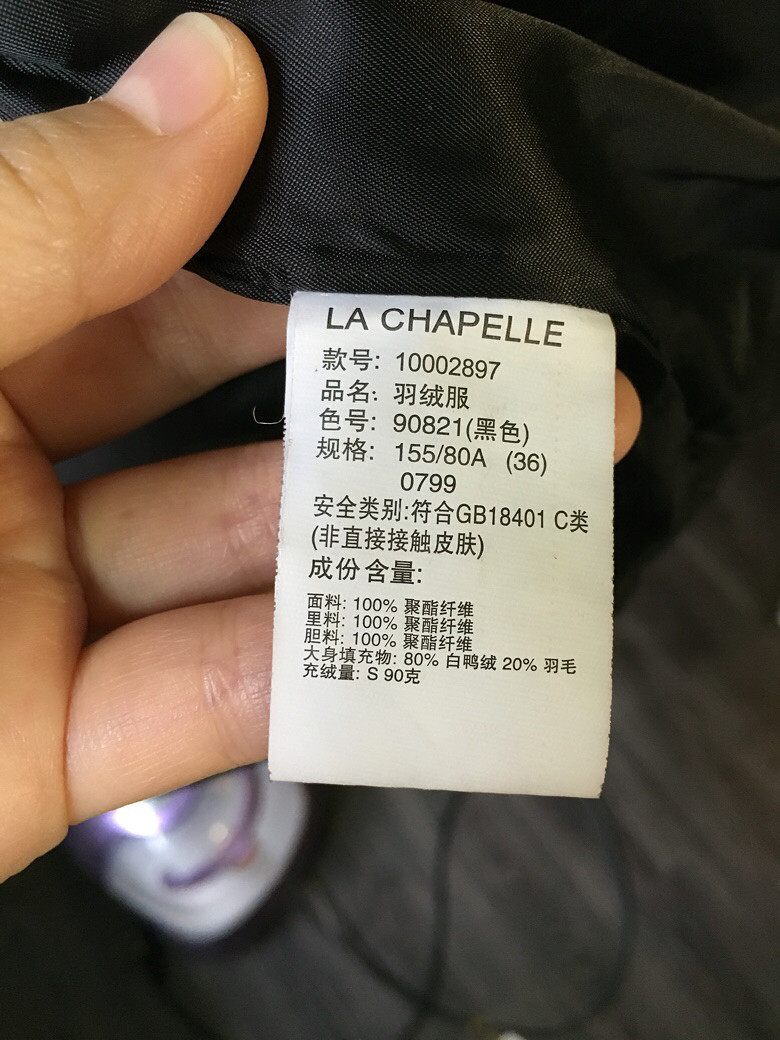 LA CHAPELLE
款号: 10002897
品名: 羽绒服
色号: 90821(黑色)
规格: 155/80A (36)
0799
安全类别:符合GB18401 C类
(非直接接触皮肤)
成份含量:
面料: 100% 聚酯纤维
里料: 100% 聚酯纤维
胆料: 100% 聚酯纤维
大身填充物: 80% 白鸭绒 20% 羽毛
充绒量: S 90克